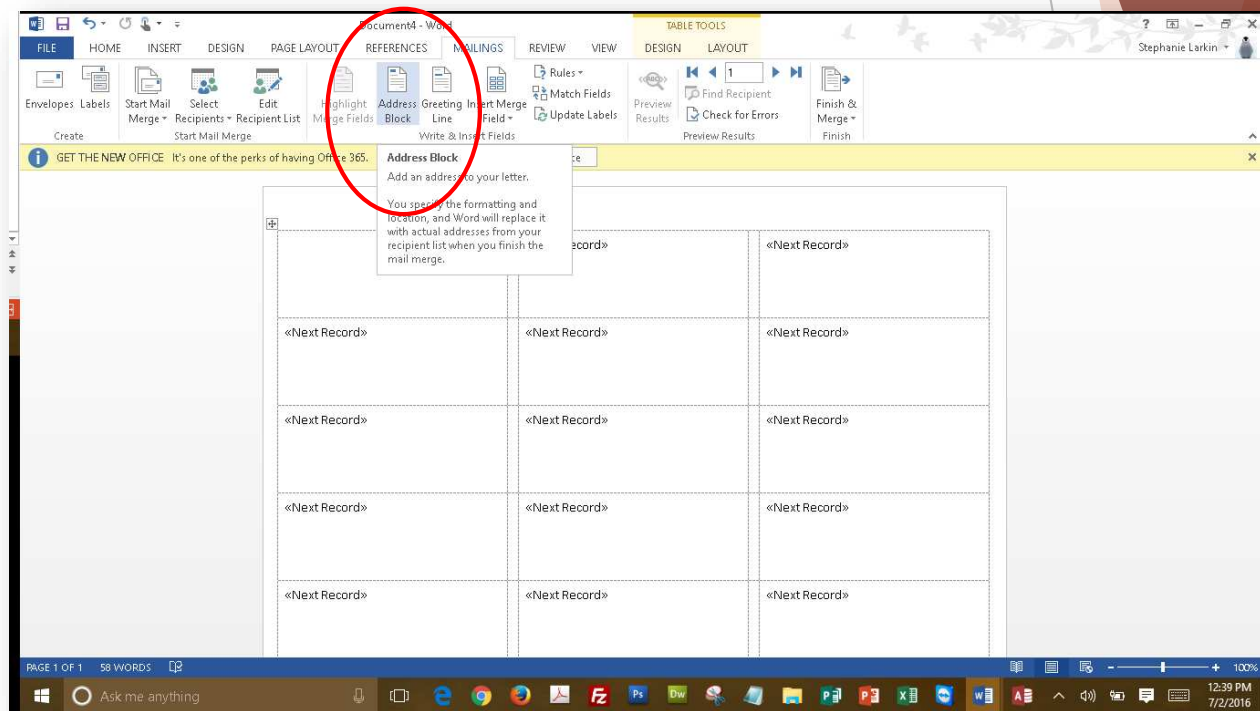 Document4 - Word
TABLE TOOLS
FILE HOME INSERT DESIGN PAGE LAYOUT REFERENCES MAILINGS REVIEW VIEW DESIGN LAYOUT Stephanie Larkin
Envelopes Labels Start Mail Merge Select Recipients Edit Recipient List Highlight Merge Fields Address Block Greeting Line Insert Merge Field Rules Match Fields Update Labels Preview Results 1 Find Recipient Check for Errors Finish & Merge
Create Start Mail Merge Write & Insert Fields Preview Results Finish
GET THE NEW OFFICE It's one of the perks of having Office 365.
Address Block
Add an address to your letter.
You specify the formatting and
location, and Word will replace it
with actual addresses from your
recipient list when you finish the
mail merge.
«Next Record»
«Next Record» «Next Record» «Next Record»
«Next Record» «Next Record» «Next Record»
«Next Record» «Next Record» «Next Record»
«Next Record» «Next Record» «Next Record»
PAGE 1 OF 1 58 WORDS 100%
Ask me anything Ps Dw 12:39 PM
7/2/2016